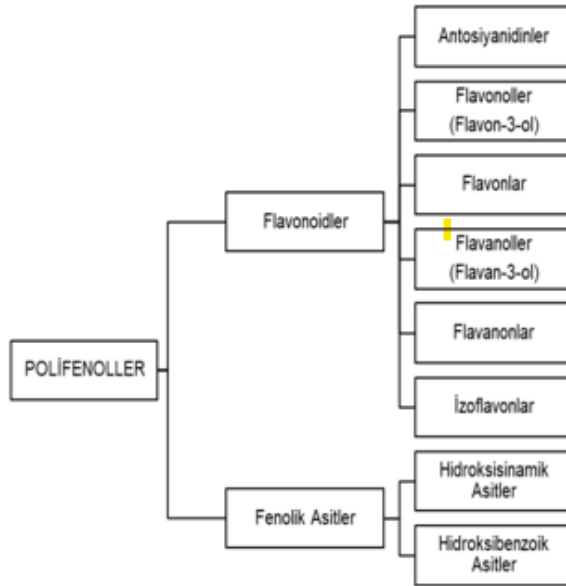 Antosiyanidinler
Flavonoller
(Flavon-3-ol)
Flavonlar
Flavonoidler
Flavanoller
(Flavan-3-ol)
Flavanonlar
POLİFENOLLER
İzoflavonlar
Hidroksisinamik
Asitler
Fenolik Asitler
Hidroksibenzoik
Asitler